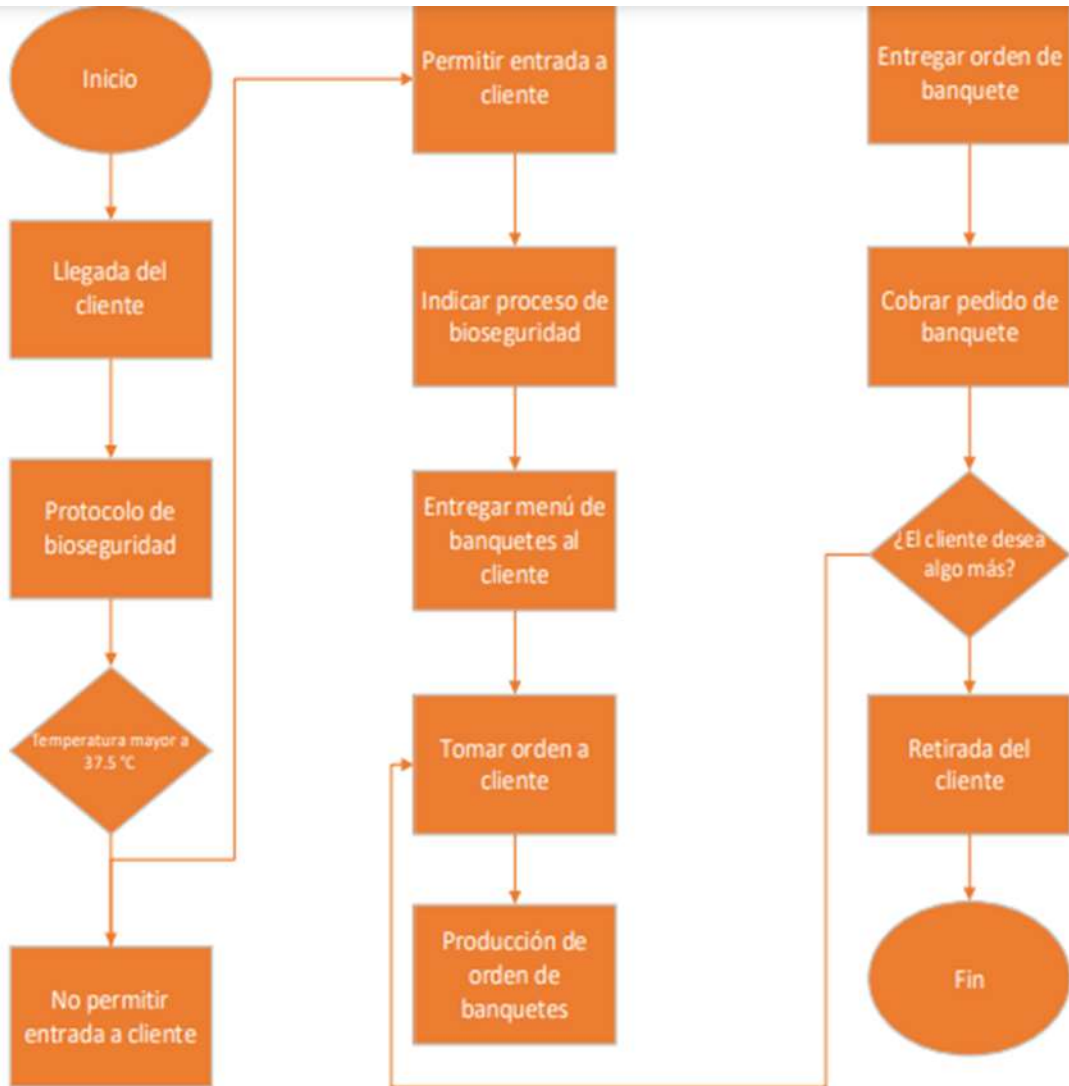 Inicio
Llegada del
cliente
Protocolo de
bioseguridad
Temperatura mayor a
37.5 °C
No permitir
entrada a cliente
Permitir entrada a
cliente
Indicar proceso de
bioseguridad
Entregar menú de
banquetes al
cliente
Tomar orden a
cliente
Producción de
orden de
banquetes
Entregar orden de
banquete
Cobrar pedido de
banquete
¿El cliente desea
algo más?
Retirada del
cliente
Fin